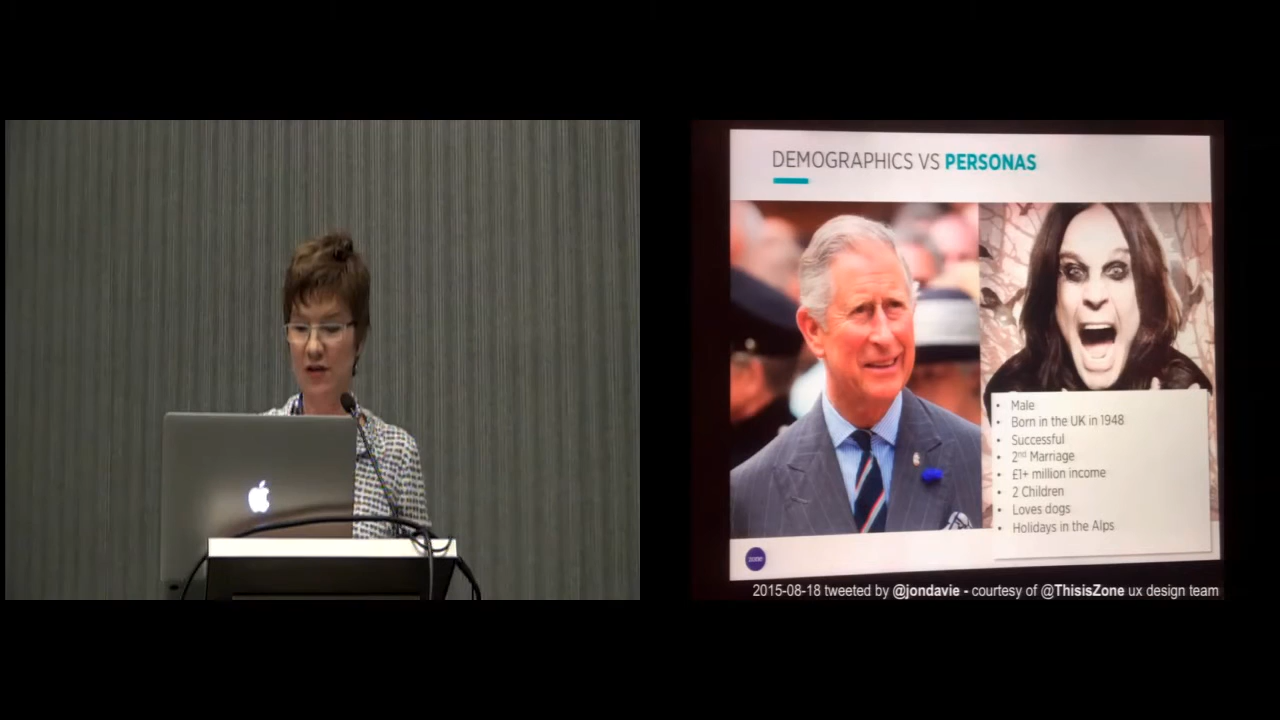 DEMOGRAPHICS VS PERSONAS
• Male
• Born in the UK in 1948
• Successful
• 2nd Marriage
• £1+ million income
• 2 Children
• Loves dogs
• Holidays in the Alps
zone
2015-08-18 tweeted by @jondavie - courtesy of @ThisisZone ux design team